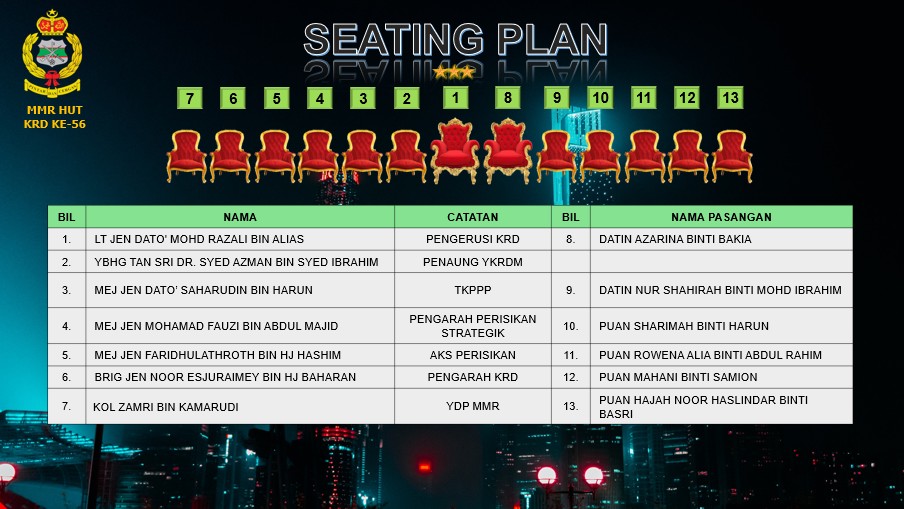 SEATING PLAN
MMR HUT
KRD KE-56
7 6 5 4 3 2 1 8 9 10 11 12 13
BIL NAMA CATATAN BIL NAMA PASANGAN
1. LT JEN DATO' MOHD RAZALI BIN ALIAS PENGERUSI KRD 8. DATIN AZARINA BINTI BAKIA
2. YBHG TAN SRI DR. SYED AZMAN BIN SYED IBRAHIM PENAUNG YKRDM
3. MEJ JEN DATO’ SAHARUDIN BIN HARUN TKPPP 9. DATIN NUR SHAHIRAH BINTI MOHD IBRAHIM
4. MEJ JEN MOHAMAD FAUZI BIN ABDUL MAJID PENGARAH PERISIKAN
STRATEGIK 10. PUAN SHARIMAH BINTI HARUN
5. MEJ JEN FARIDHULATHROTH BIN HJ HASHIM AKS PERISIKAN 11. PUAN ROWENA ALIA BINTI ABDUL RAHIM
6. BRIG JEN NOOR ESJURAIMEY BIN HJ BAHARAN PENGARAH KRD 12. PUAN MAHANI BINTI SAMION
7. KOL ZAMRI BIN KAMARUDI YDP MMR 13. PUAN HAJAH NOOR HASLINDAR BINTI
BASRI